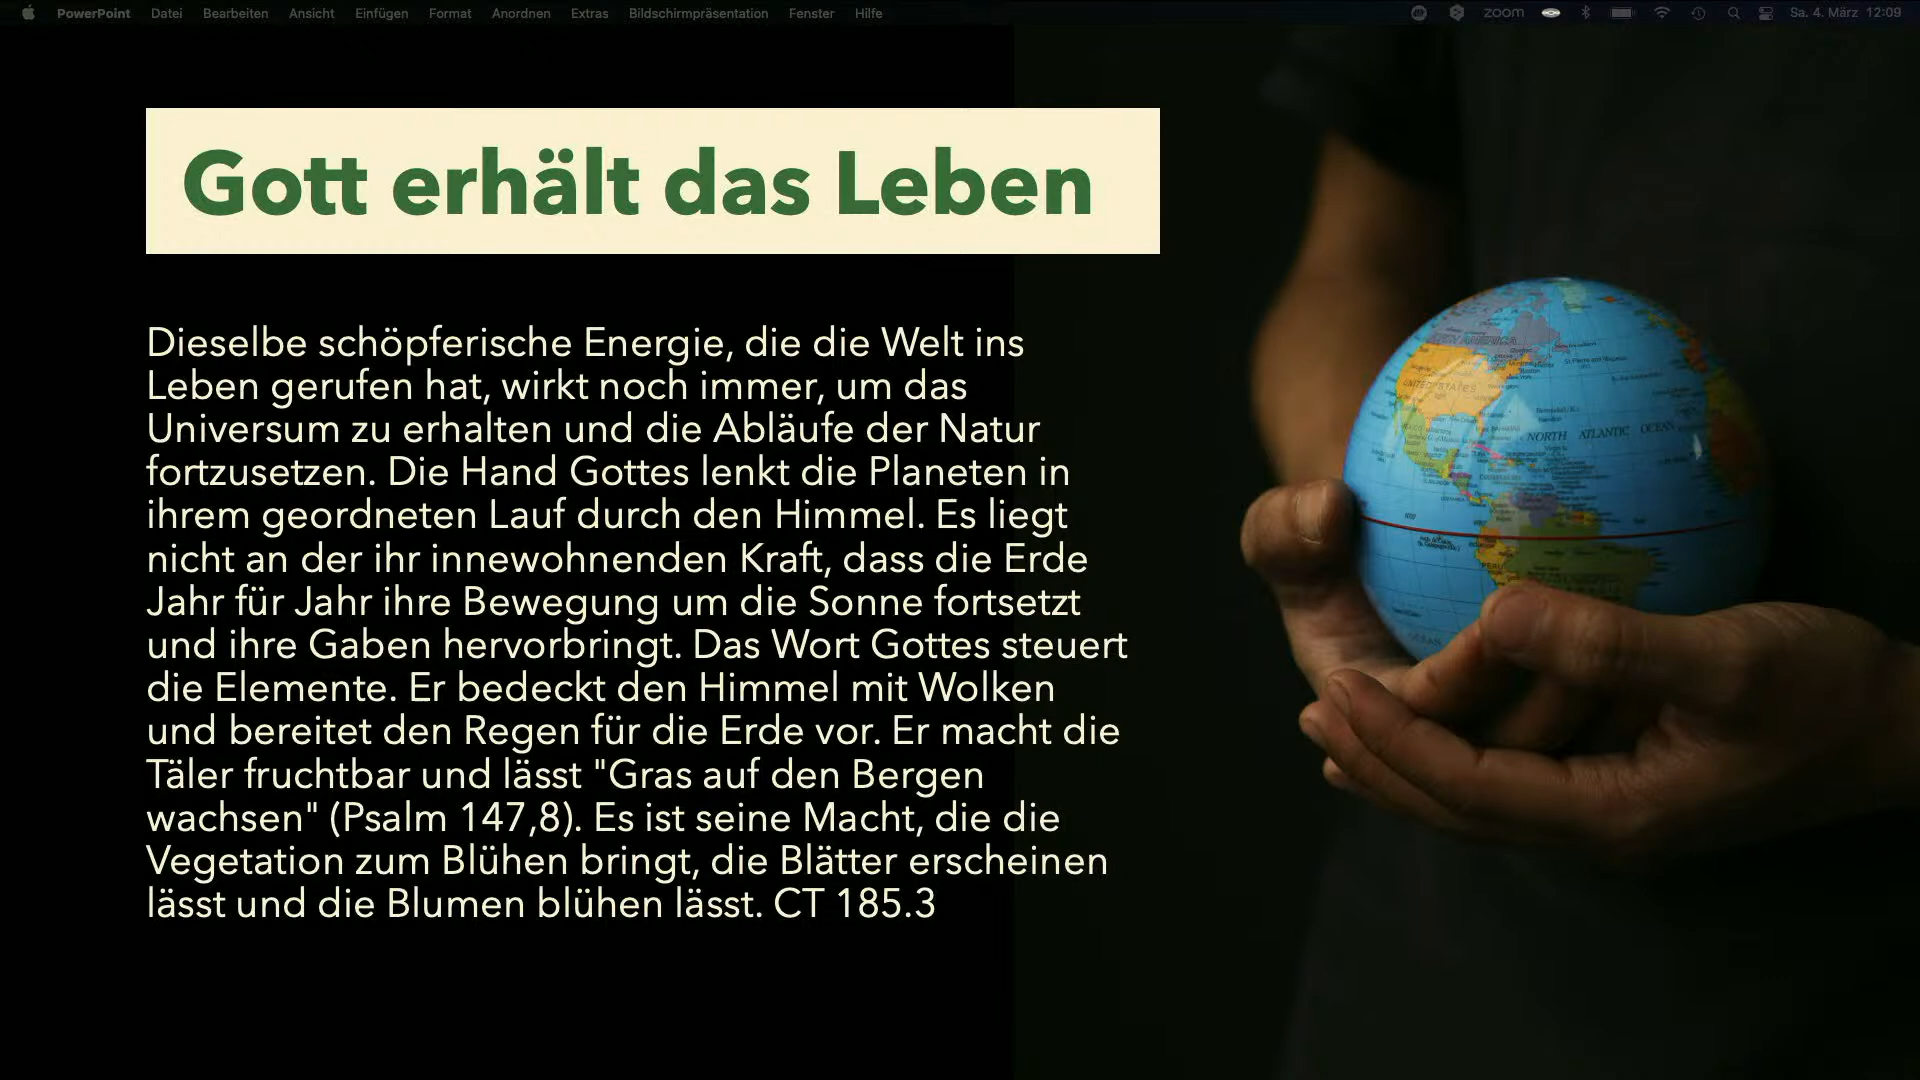 PowerPoint Datei Bearbeiten Ansicht Einfügen Format Anordnen Extras Bildschirmpräsentation Fenster Hilfe zoom Sa. 4. März 12:09
Gott erhält das Leben
Dieselbe schöpferische Energie, die die Welt ins
Leben gerufen hat, wirkt noch immer, um das
Universum zu erhalten und die Abläufe der Natur
fortzusetzen. Die Hand Gottes lenkt die Planeten in
ihrem geordneten Lauf durch den Himmel. Es liegt
nicht an der ihr innewohnenden Kraft, dass die Erde
Jahr für Jahr ihre Bewegung um die Sonne fortsetzt
und ihre Gaben hervorbringt. Das Wort Gottes steuert
die Elemente. Er bedeckt den Himmel mit Wolken
und bereitet den Regen für die Erde vor. Er macht die
Täler fruchtbar und lässt "Gras auf den Bergen
wachsen" (Psalm 147,8). Es ist seine Macht, die die
Vegetation zum Blühen bringt, die Blätter erscheinen
lässt und die Blumen blühen lässt. CT 185.3
UNITED STATES
NORTH ATLANTIC OCEAN
PERU